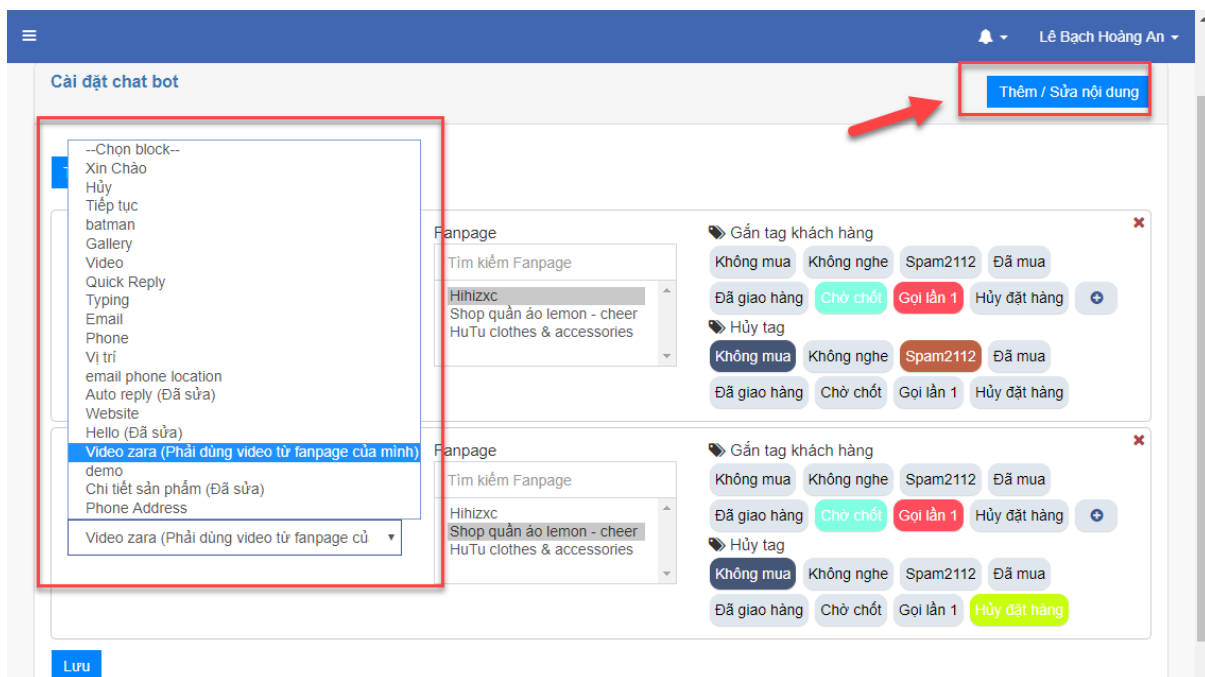 Lê Bạch Hoàng An
Cài đặt chat bot
Thêm / Sửa nội dung
--Chọn block--
Xin Chào
Hủy
Tiếp tục
batman
Gallery
Video
Quick Reply
Typing
Email
Phone
Vị trí
email phone location
Auto reply (Đã sửa)
Website
Hello (Đã sửa)
Video zara (Phải dùng video từ fanpage của mình)
demo
Chi tiết sản phẩm (Đã sửa)
Phone Address
Video zara (Phải dùng video từ fanpage củ
Fanpage
Tìm kiếm Fanpage
Hihizxc
Shop quần áo lemon - cheer
HuTu clothes & accessories
Gắn tag khách hàng
Không mua Không nghe Spam2112 Đã mua
Đã giao hàng Chờ chốt Gọi lần 1 Hủy đặt hàng
Hủy tag
Không mua Không nghe Spam2112 Đã mua
Đã giao hàng Chờ chốt Gọi lần 1 Hủy đặt hàng
Fanpage
Tìm kiếm Fanpage
Hihizxc
Shop quần áo lemon - cheer
HuTu clothes & accessories
Gắn tag khách hàng
Không mua Không nghe Spam2112 Đã mua
Đã giao hàng Chờ chốt Gọi lần 1 Hủy đặt hàng
Hủy tag
Không mua Không nghe Spam2112 Đã mua
Đã giao hàng Chờ chốt Gọi lần 1 Hủy đặt hàng
Lưu